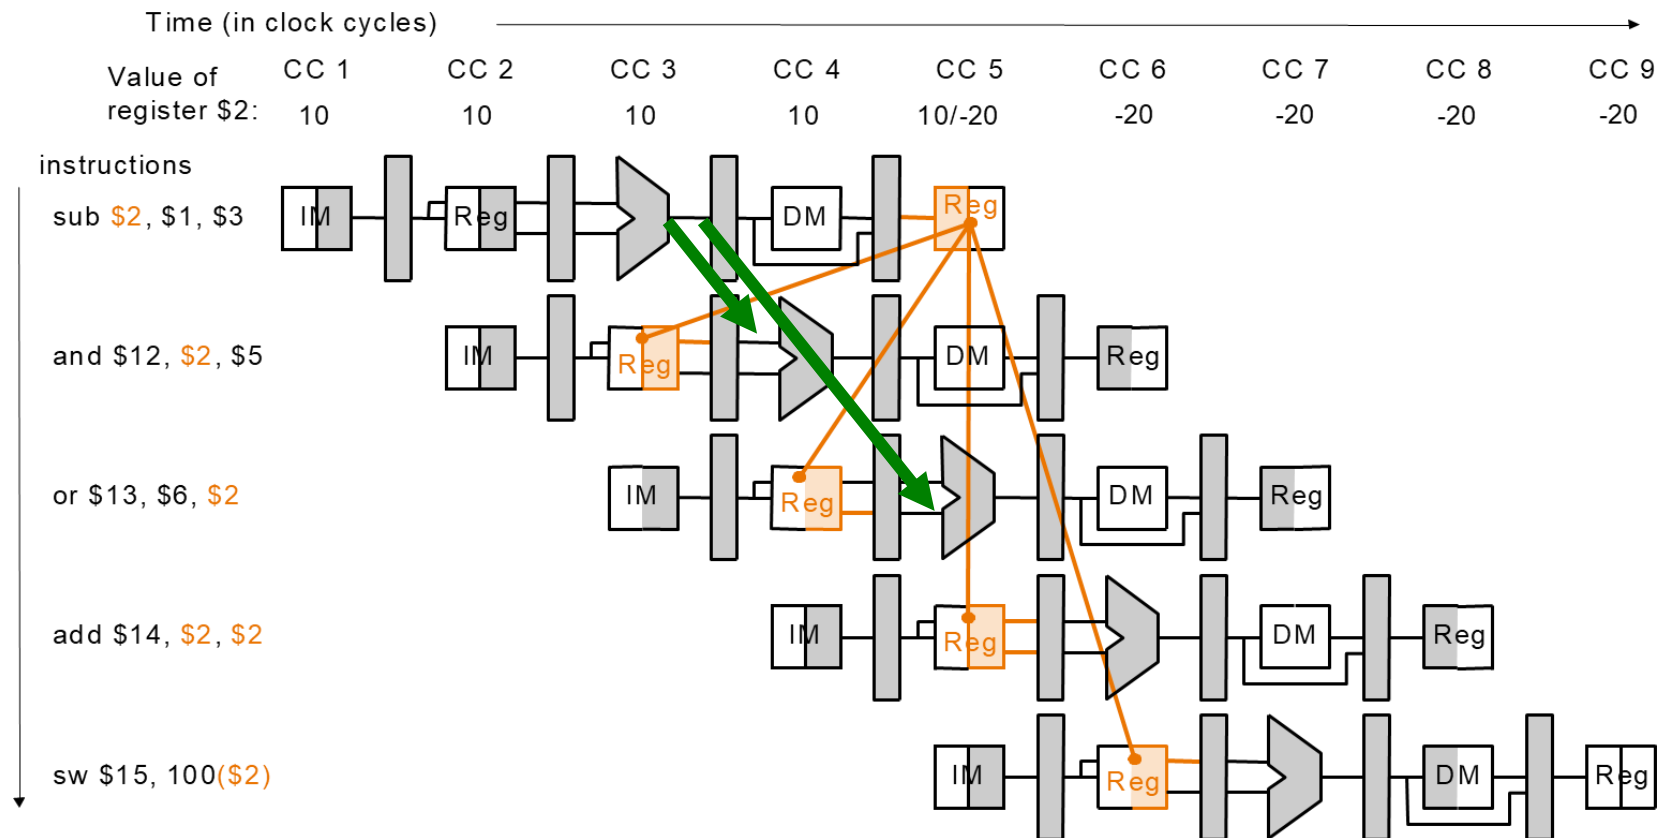 Time (in clock cycles)
Value of register $2:
CC 1 CC 2 CC 3 CC 4 CC 5 CC 6 CC 7 CC 8 CC 9
10 10 10 10 10/-20 -20 -20 -20 -20
instructions
sub $2, $1, $3 IM Reg DM Reg
and $12, $2, $5 IM Reg DM Reg
or $13, $6, $2 IM Reg DM Reg
add $14, $2, $2 IM Reg DM Reg
sw $15, 100($2) IM Reg DM Reg